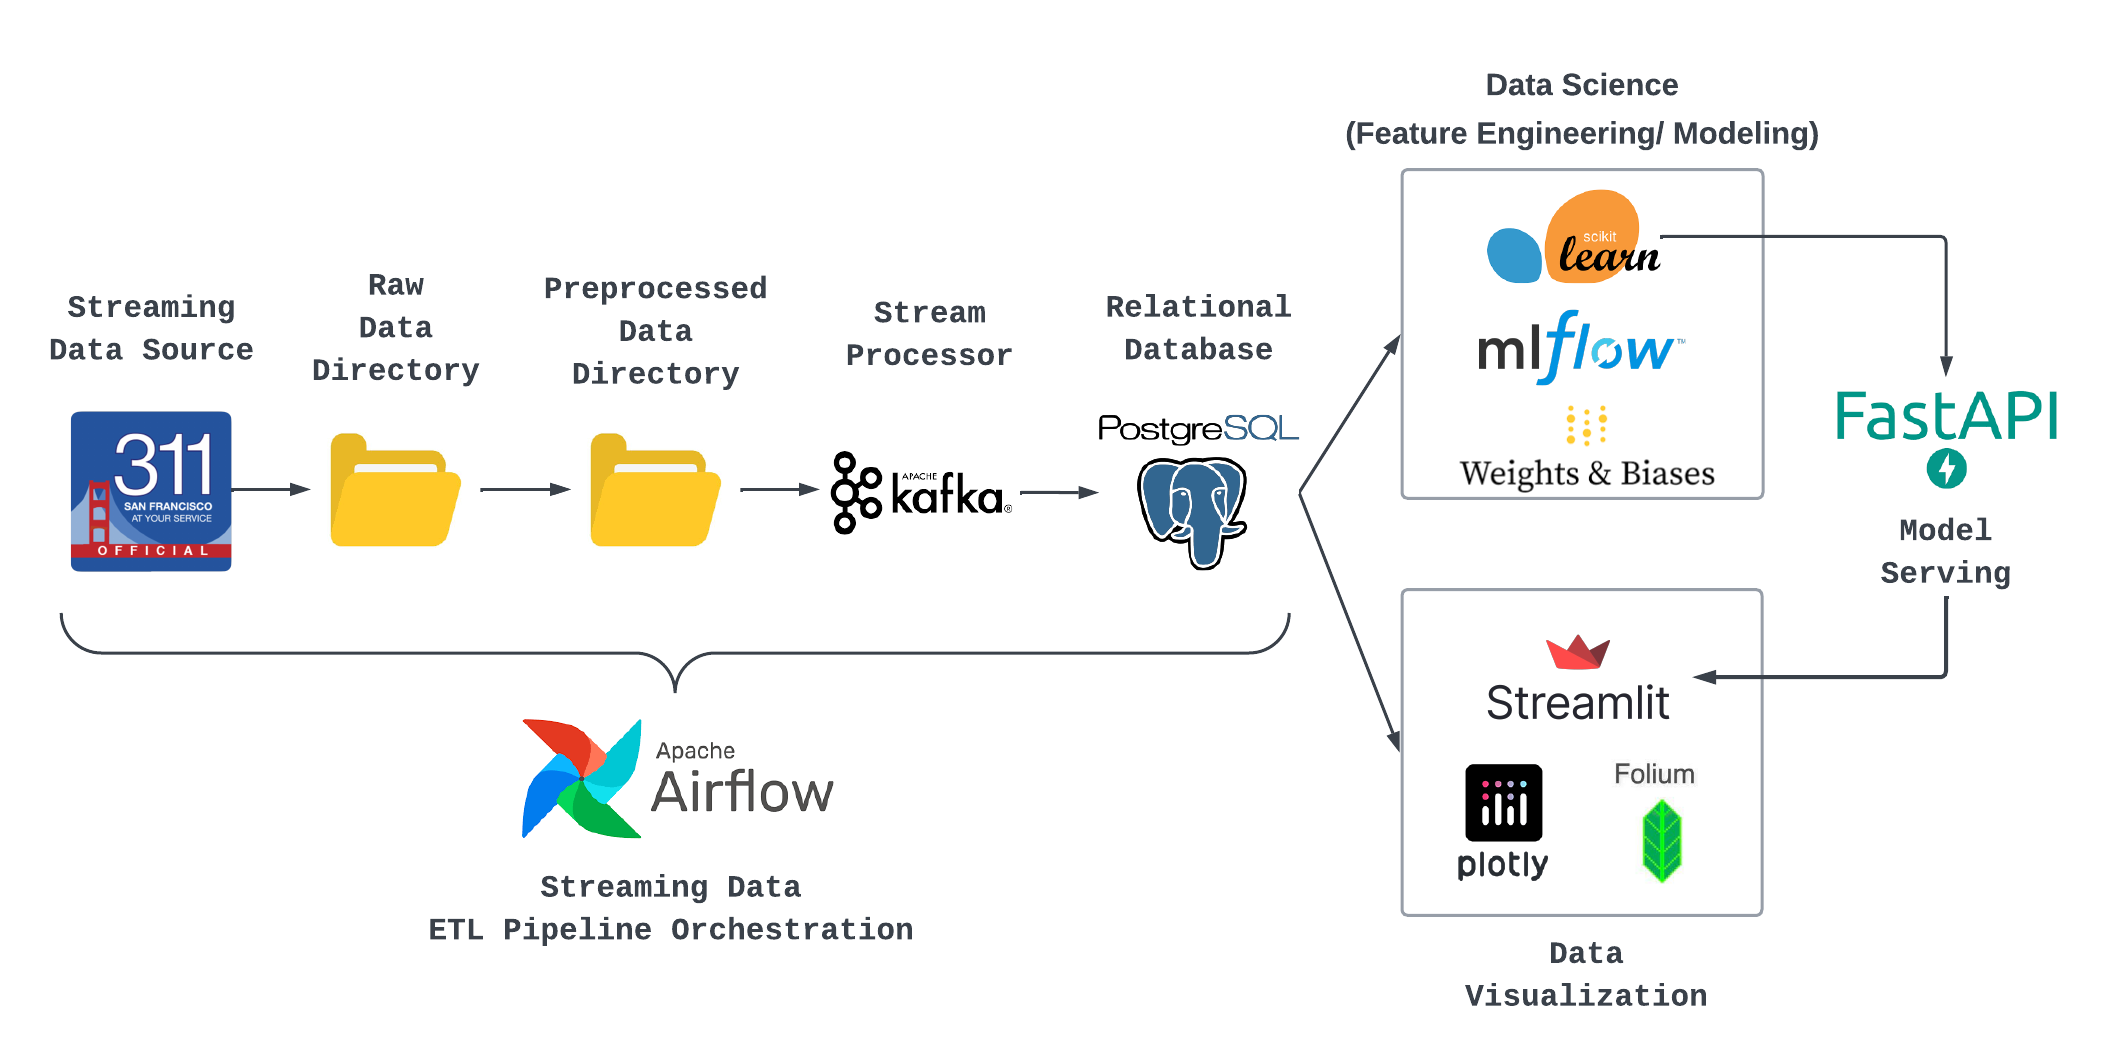 Data Science
(Feature Engineering/ Modeling)
scikit
learn
mlflow™
Weights & Biases
Streaming
Data Source
311
SAN FRANCISCO
AT YOUR SERVICE
OFFICIAL
Raw
Data
Directory
Preprocessed
Data
Directory
Stream
Processor
APACHE
kafka®
Relational
Database
PostgreSQL
FastAPI
Model
Serving
Streamlit
plotly
Folium
Data
Visualization
Apache
Airflow
Streaming Data
ETL Pipeline Orchestration